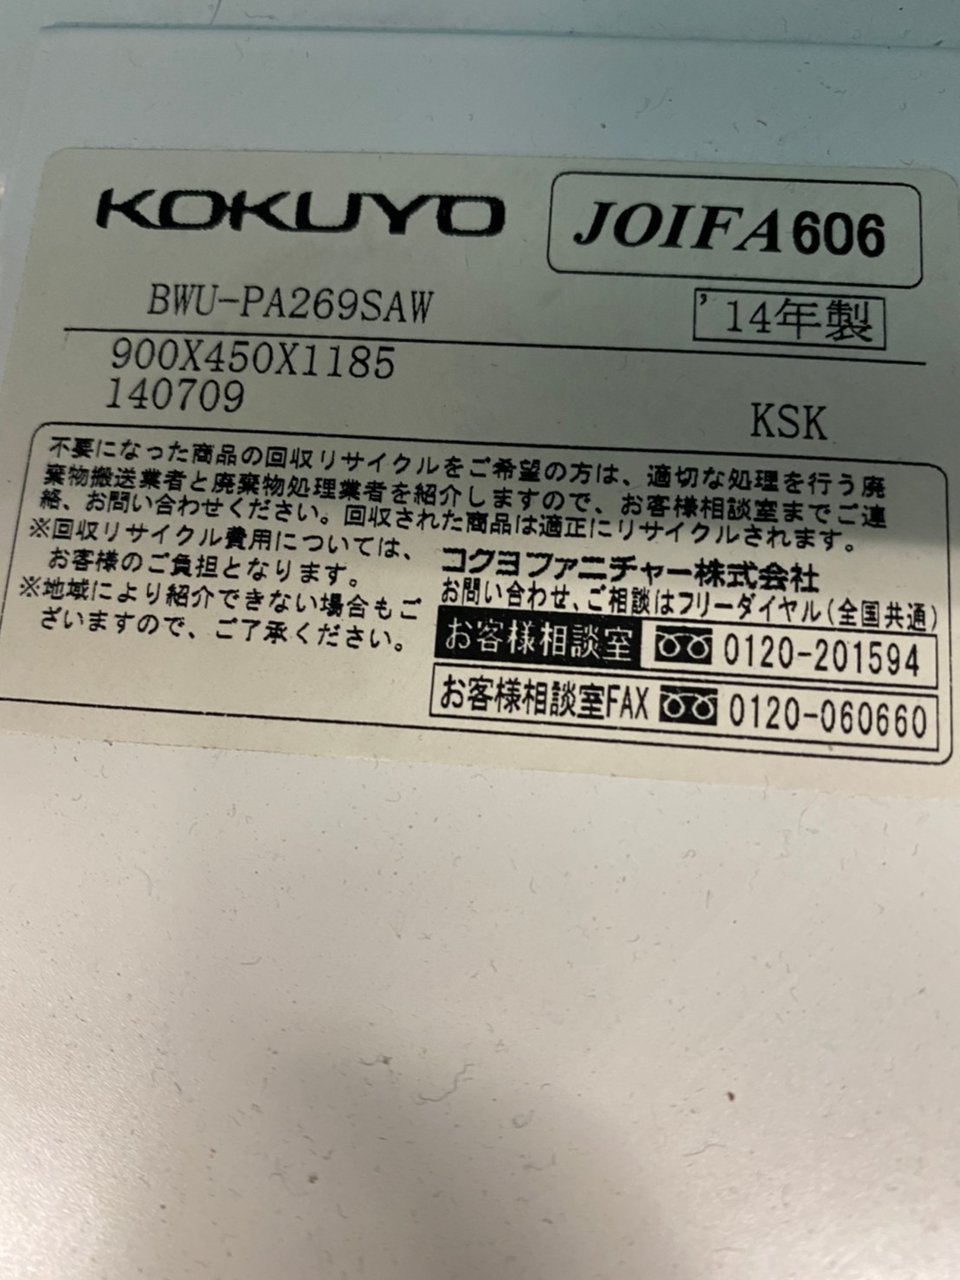 KOKUYO
JOIFA606
BWU-PA269SAW
'14年製
900X450X1185
140709
KSK
不要になった商品の回収リサイクルをご希望の方は、適切な処理を行う廃
棄物搬送業者と廃棄物処理業者を紹介しますので、お客様相談室までご連
絡、お問い合わせください。回収された商品は適正にリサイクルされます。
※回収リサイクル費用については、
お客様のご負担となります。
※地域により紹介できない場合もご
ざいますので、ご了承ください。
コクヨファニチャー株式会社
お問い合わせ、ご相談はフリーダイヤル(全国共通)
お客様相談室 0120-201594
お客様相談室FAX 0120-060660